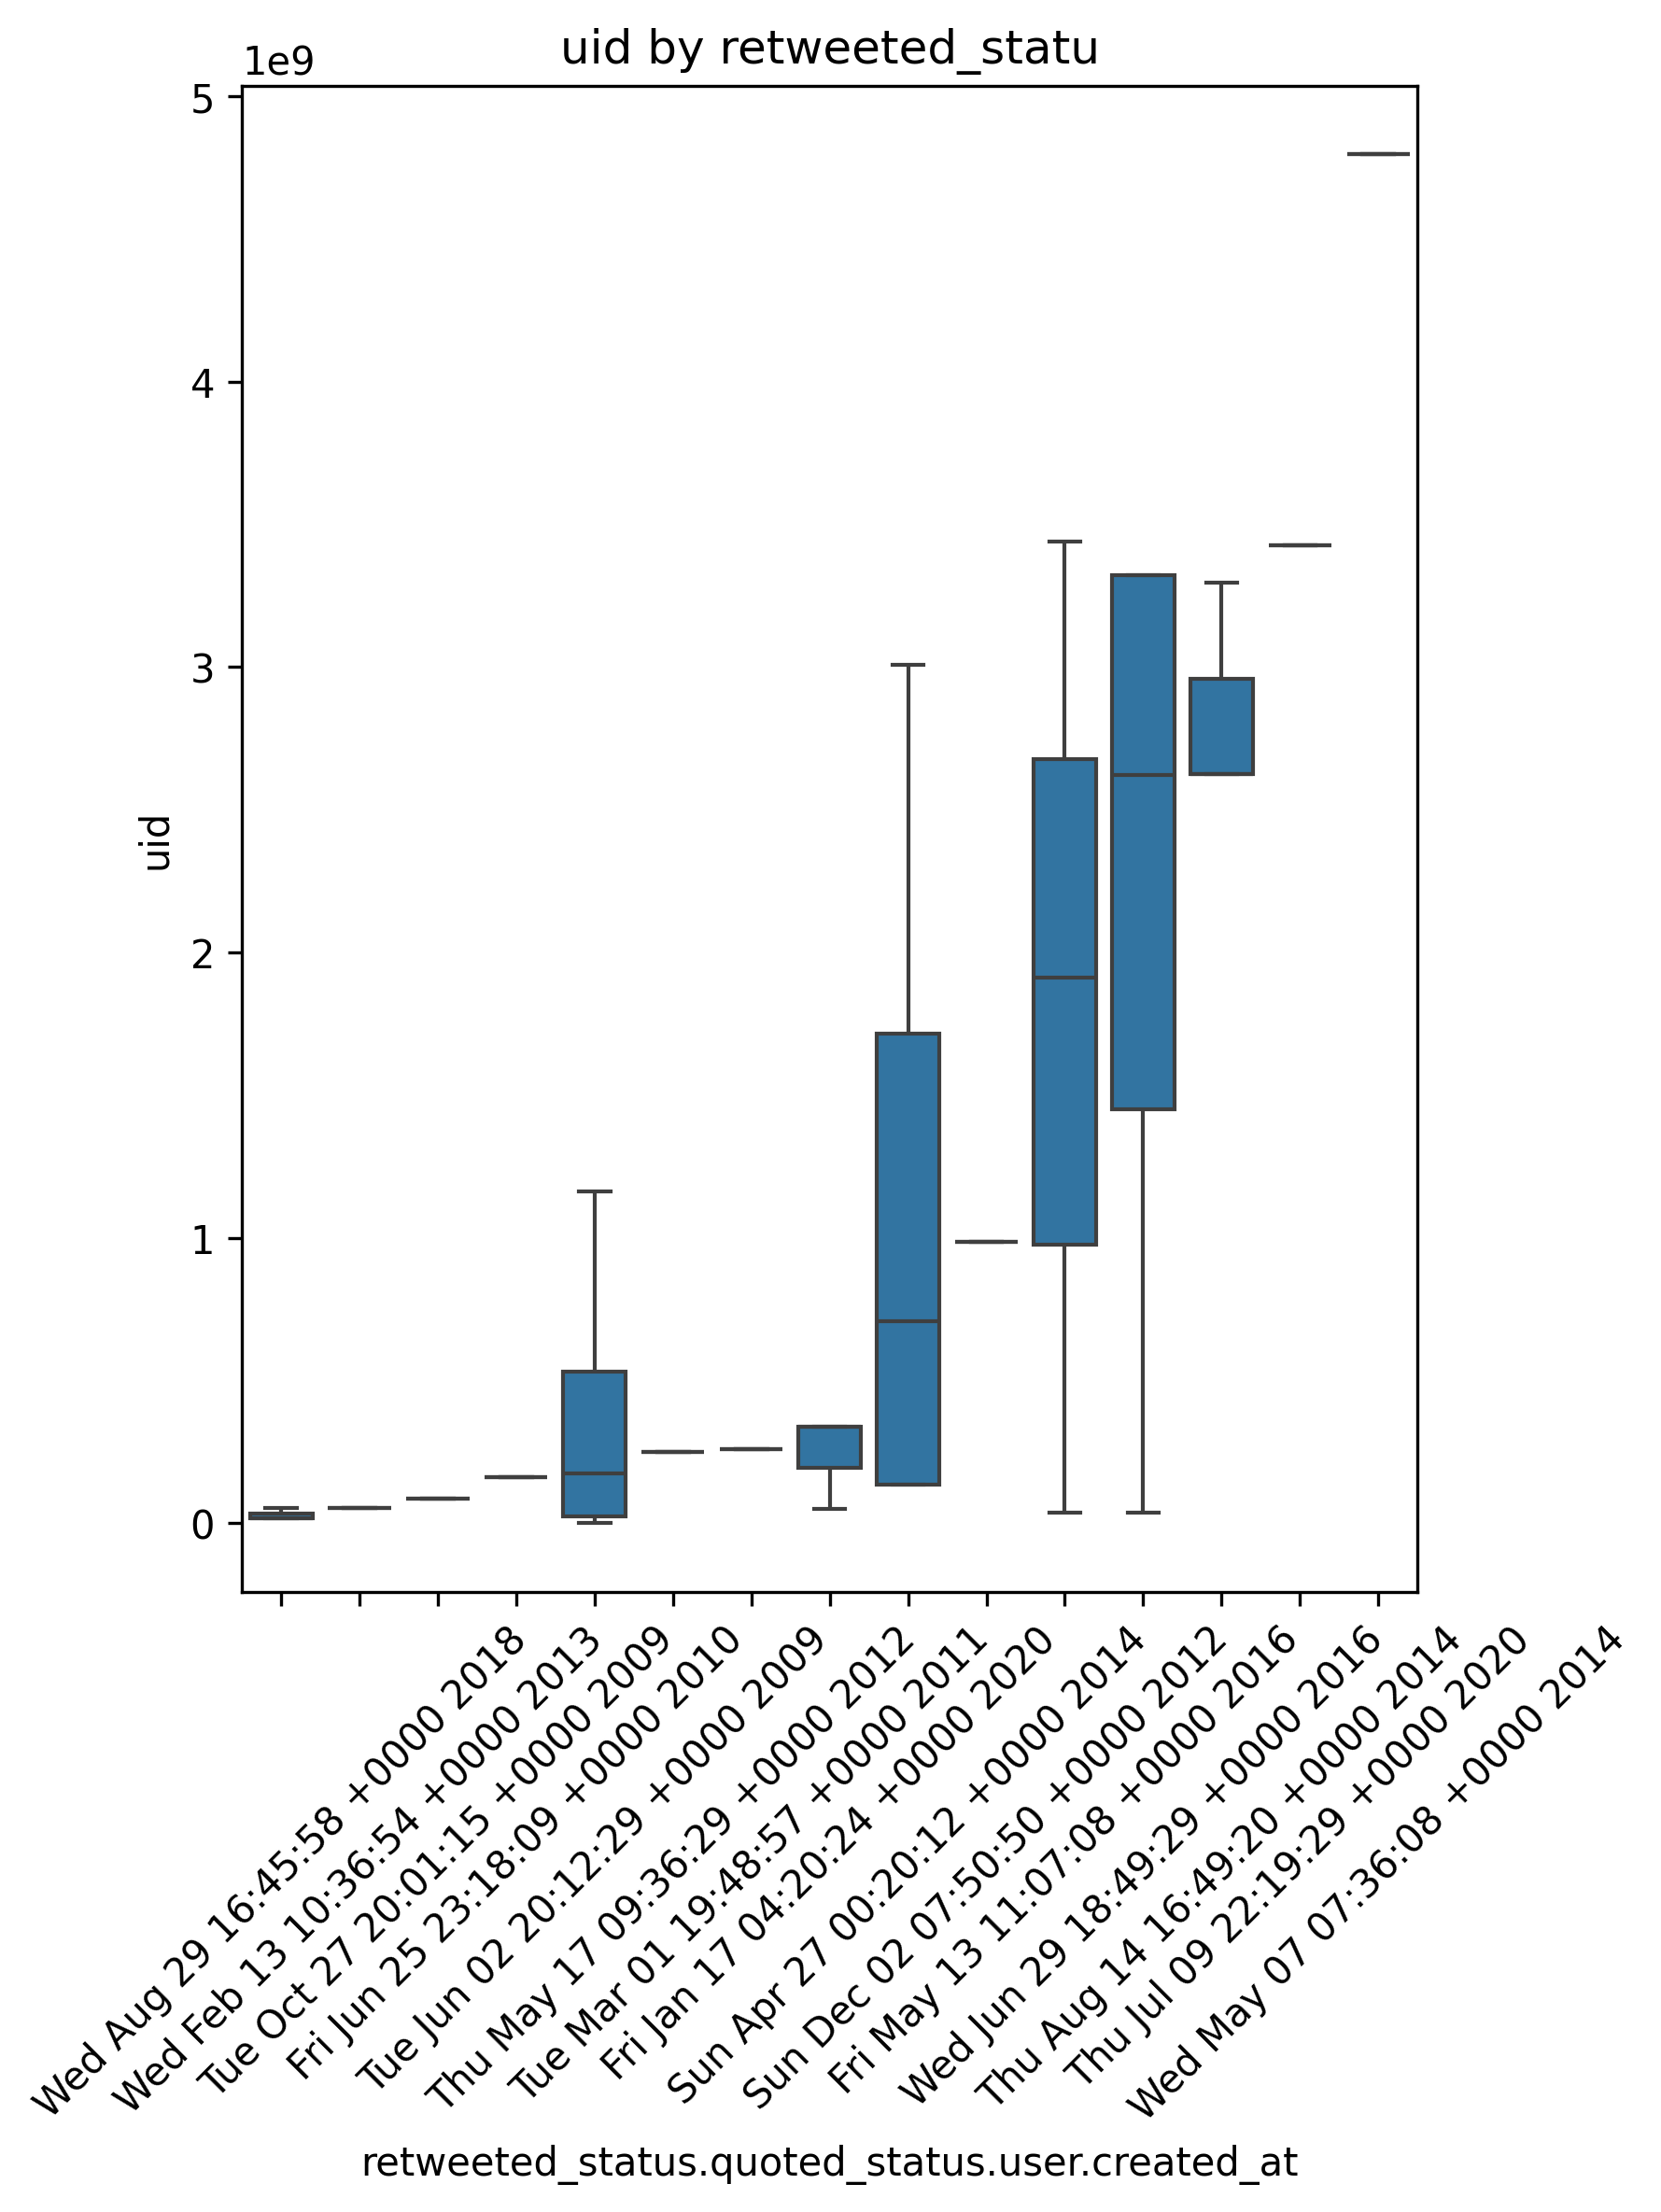 uid by retweeted_statu
1e9
5
4
3
2
1
0
uid
Wed Aug 29 16:45:58 +0000 2018
Wed Feb 13 10:36:54 +0000 2013
Tue Oct 27 20:01:15 +0000 2009
Fri Jun 25 23:18:09 +0000 2010
Tue Jun 02 20:12:29 +0000 2009
Thu May 17 09:36:29 +0000 2012
Tue Mar 01 19:48:57 +0000 2011
Fri Jan 17 04:20:24 +0000 2020
Sun Apr 27 00:20:12 +0000 2014
Sun Dec 02 07:50:50 +0000 2012
Fri May 13 11:07:08 +0000 2016
Wed Jun 29 18:49:29 +0000 2016
Thu Aug 14 16:49:20 +0000 2014
Thu Jul 09 22:19:29 +0000 2020
Wed May 07 07:36:08 +0000 2014
retweeted_status.quoted_status.user.created_at